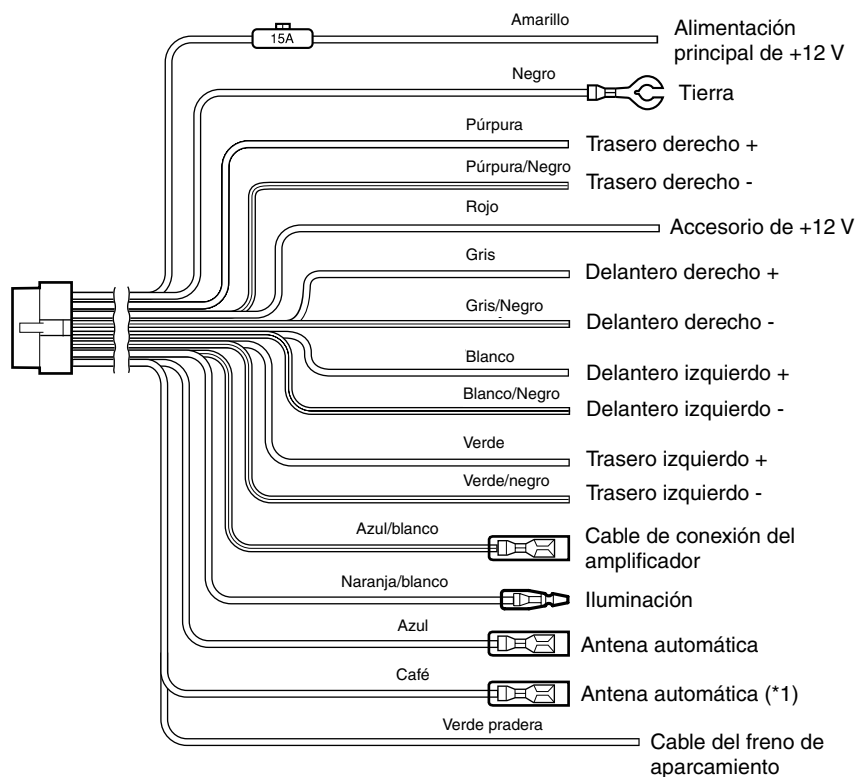 Amarillo
15A
Alimentación
principal de +12 V
Negro
Tierra
Púrpura
Trasero derecho +
Púrpura/Negro
Trasero derecho -
Rojo
Accesorio de +12 V
Gris
Delantero derecho +
Gris/Negro
Delantero derecho -
Blanco
Delantero izquierdo +
Blanco/Negro
Delantero izquierdo -
Verde
Trasero izquierdo +
Verde/negro
Trasero izquierdo -
Azul/blanco
Cable de conexión del
amplificador
Naranja/blanco
Iluminación
Azul
Antena automática
Café
Antena automática (*1)
Verde pradera
Cable del freno de
aparcamiento